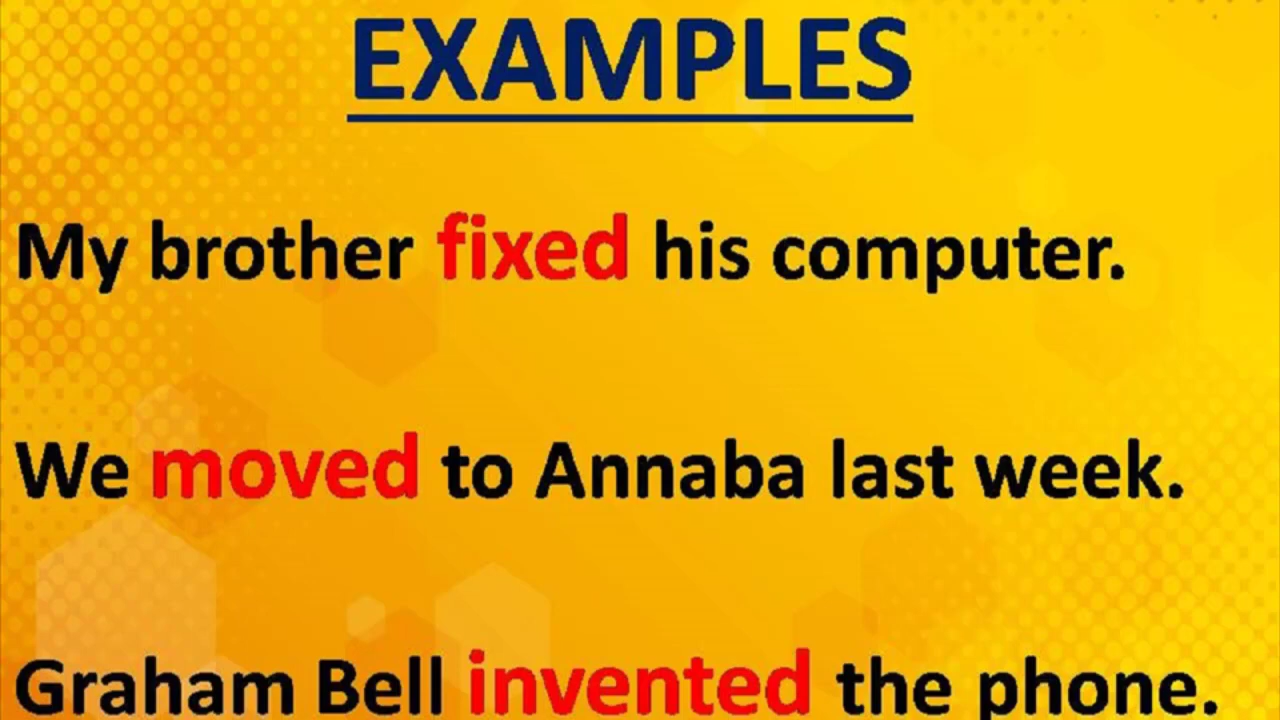 EXAMPLES
My brother fixed his computer.
We moved to Annaba last week.
Graham Bell invented the phone.